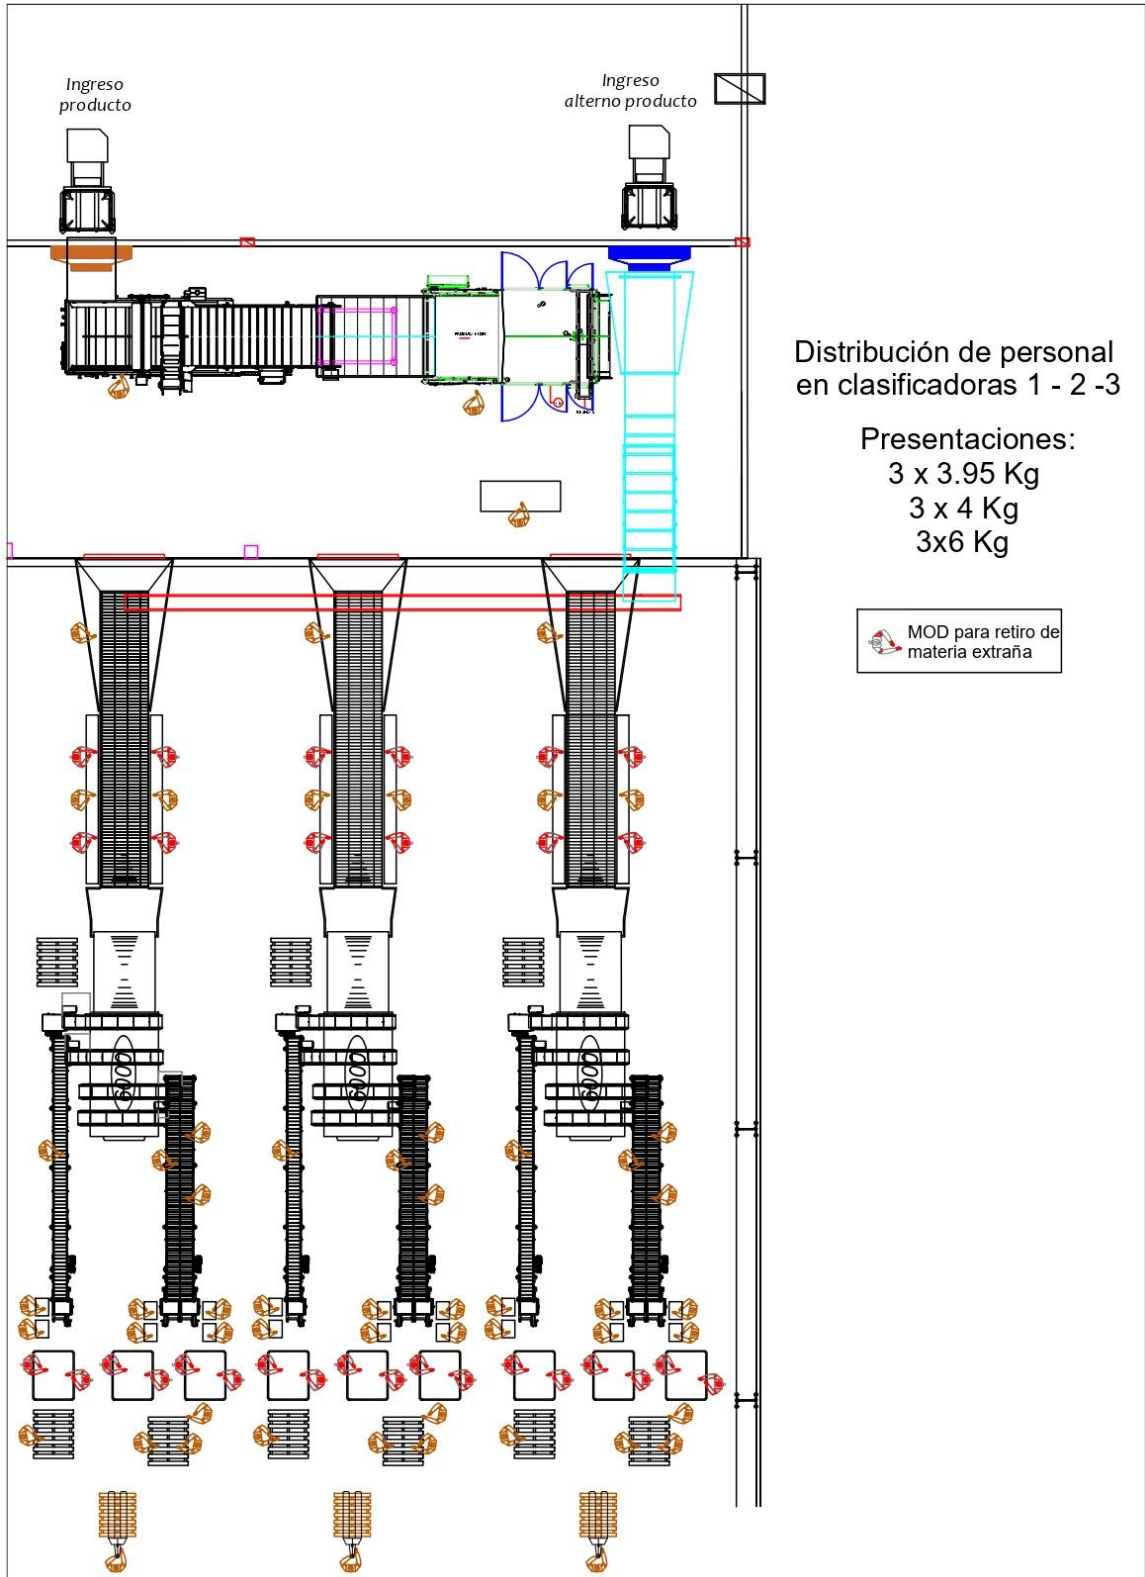 Ingreso
producto
Ingreso
alterno producto
Distribución de personal
en clasificadoras 1 - 2 -3
Presentaciones:
3 x 3.95 Kg
3 x 4 Kg
3x6 Kg
MOD para retiro de
materia extraña
6000
6000
6000